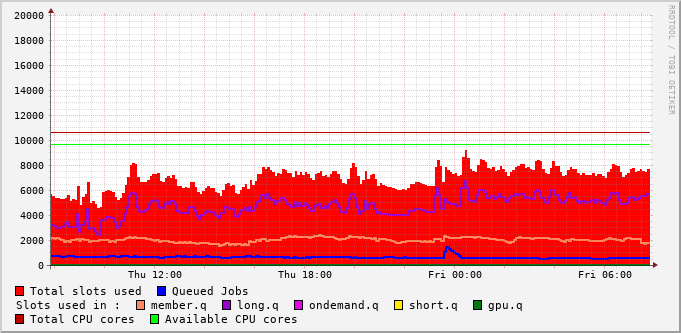 20000
18000
16000
14000
12000
10000
8000
6000
4000
2000
0
Thu 12:00 Thu 18:00 Fri 00:00 Fri 06:00
RRDTOOL / TOBI OETIKER
Total slots used Queued Jobs
Slots used in : member.q long.q ondemand.q short.q gpu.q
Total CPU cores Available CPU cores